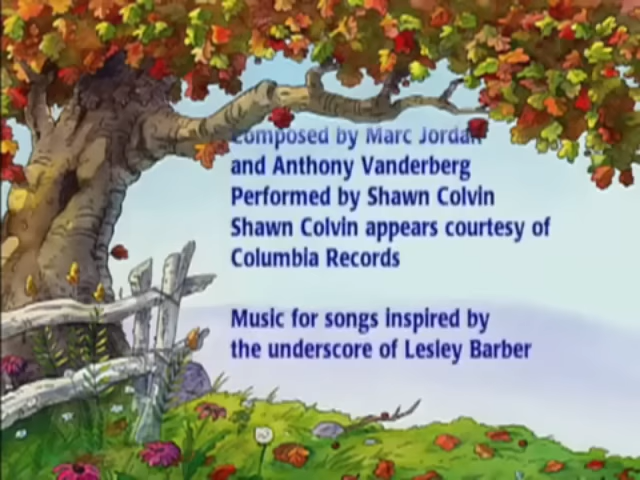 Composed by Marc Jordan
and Anthony Vanderberg
Performed by Shawn Colvin
Shawn Colvin appears courtesy of
Columbia Records
Music for songs inspired by
the underscore of Lesley Barber